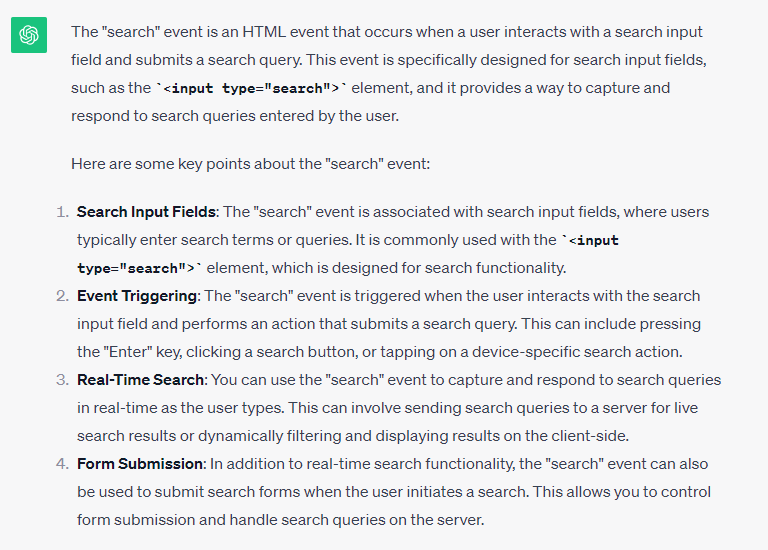 The "search" event is an HTML event that occurs when a user interacts with a search input
field and submits a search query. This event is specifically designed for search input fields,
such as the `<input type="search">` element, and it provides a way to capture and
respond to search queries entered by the user.
Here are some key points about the "search" event:
1. Search Input Fields: The "search" event is associated with search input fields, where users
typically enter search terms or queries. It is commonly used with the `<input
type="search">` element, which is designed for search functionality.
2. Event Triggering: The "search" event is triggered when the user interacts with the search
input field and performs an action that submits a search query. This can include pressing
the "Enter" key, clicking a search button, or tapping on a device-specific search action.
3. Real-Time Search: You can use the "search" event to capture and respond to search queries
in real-time as the user types. This can involve sending search queries to a server for live
search results or dynamically filtering and displaying results on the client-side.
4. Form Submission: In addition to real-time search functionality, the "search" event can also
be used to submit search forms when the user initiates a search. This allows you to control
form submission and handle search queries on the server.